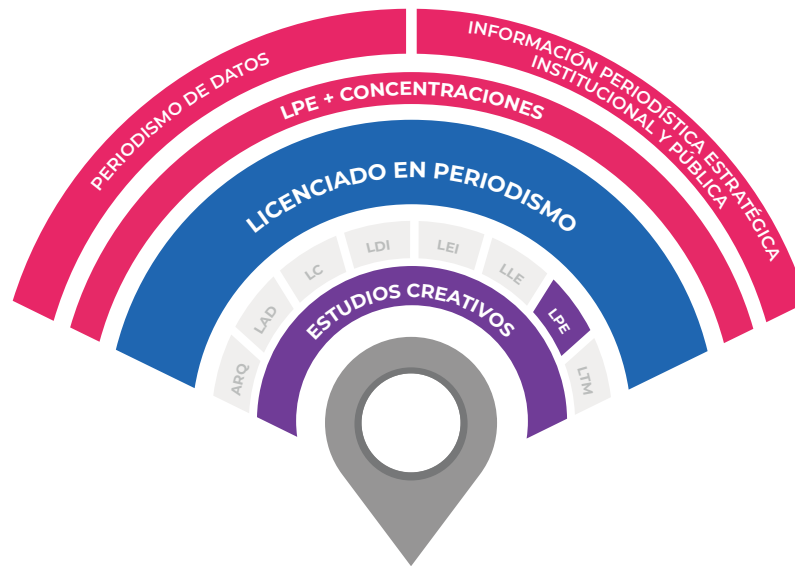 PERIODISMO DE DATOS
INFORMACIÓN PERIODÍSTICA ESTRATÉGICA
INSTITUCIONAL Y PÚBLICA
LPE + CONCENTRACIONES
LICENCIADO EN PERIODISMO
ARQ
LAD
LC
LDI
LEI
LLE
LPE
LTM
ESTUDIOS CREATIVOS